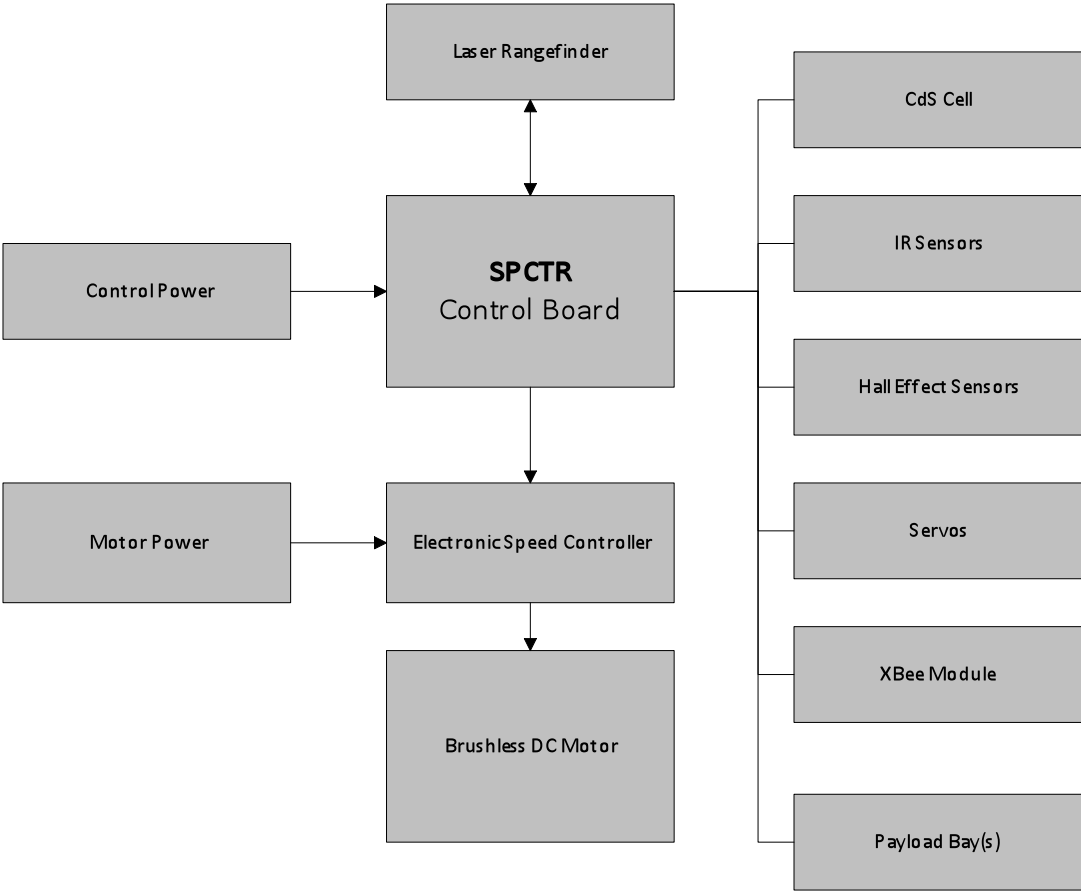 Laser Rangefinder
CdS Cell
IR Sensors
Control Power
SPCTR
Control Board
Hall Effect Sensors
Motor Power
Electronic Speed Controller
Servos
XBee Module
Brushless DC Motor
Payload Bay(s)